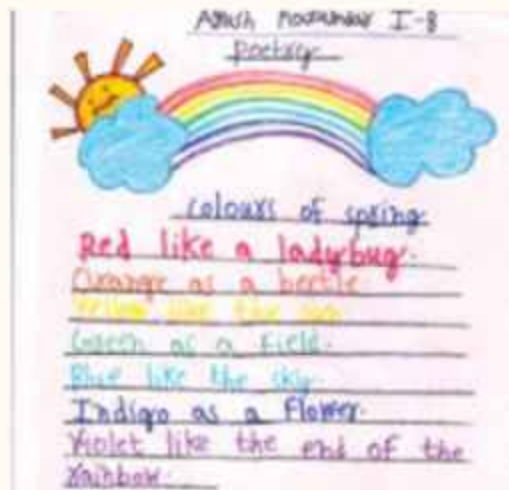 I-B
Poetry
colours of spring
Red like a ladybug.
Orange as a beetle.
Yellow like the sun
Green as a field.
Blue like the sky.
Indigo as a Flower.
Violet like the end of the
rainbow.